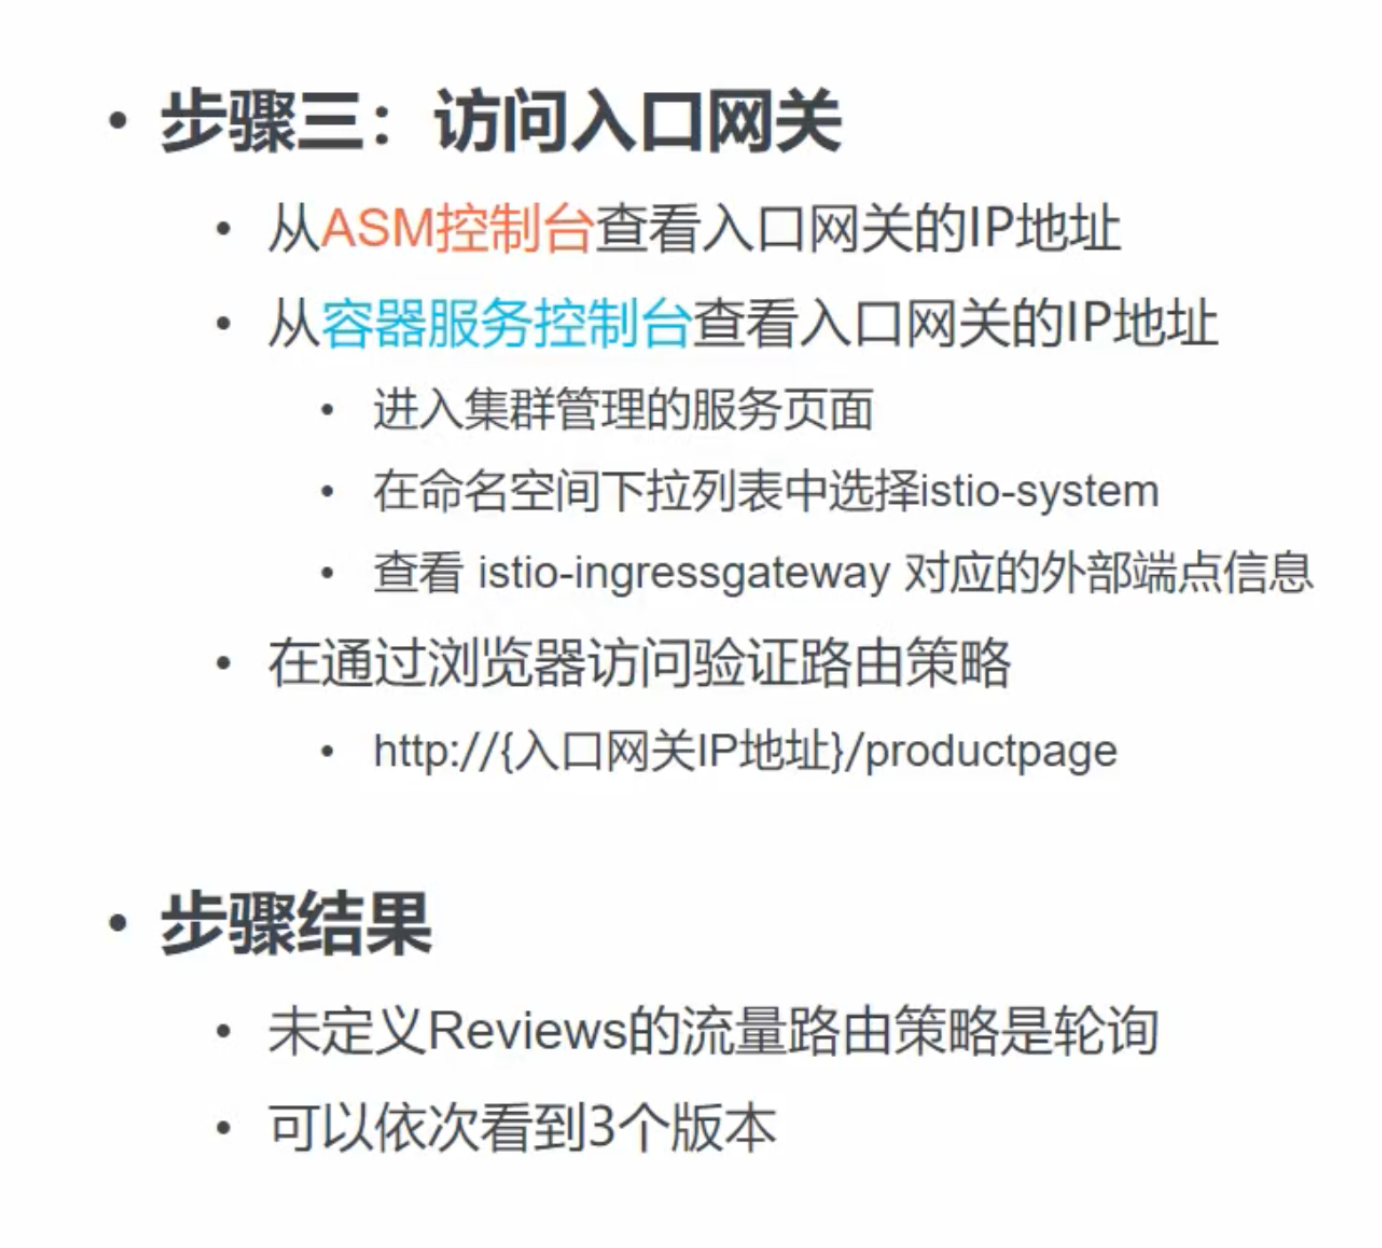 • 步骤三：访问入口网关
• 从ASM控制台查看入口网关的IP地址
• 从容器服务控制台查看入口网关的IP地址
• 进入集群管理的服务页面
• 在命名空间下拉列表中选择istio-system
• 查看 istio-ingressgateway 对应的外部端点信息
• 在通过浏览器访问验证路由策略
• http://{入口网关IP地址}/productpage
• 步骤结果
• 未定义Reviews的流量路由策略是轮询
• 可以依次看到3个版本